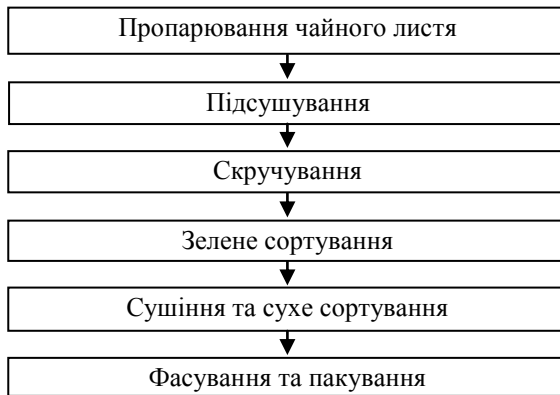 Пропарювання чайного листя
Підсушування
Скручування
Зелене сортування
Сушіння та сухе сортування
Фасування та пакування